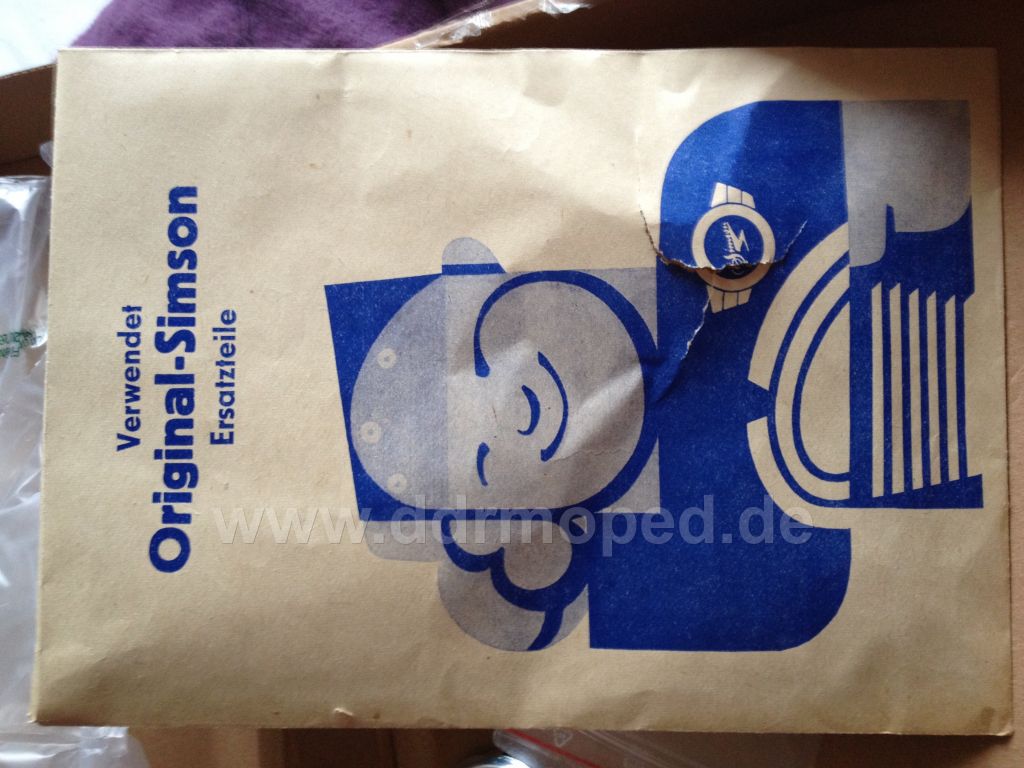 Verwendet
Original-Simson
Ersatzteile
www.ddrmoped.de